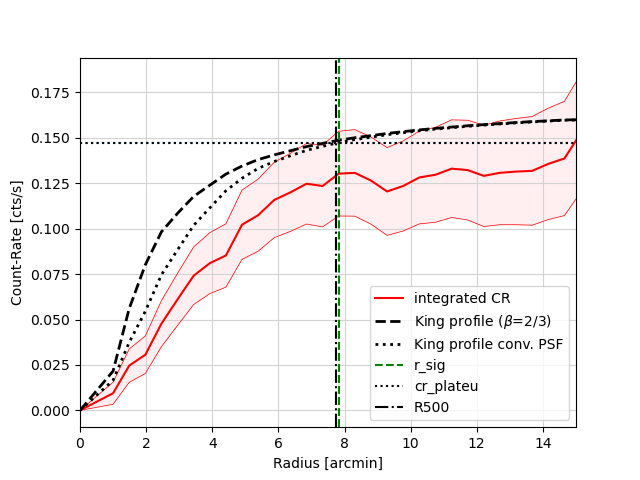 0.175
0.150
0.125
0.100
0.075
0.050
0.025
0.000
Count-Rate [cts/s]
integrated CR
King profile (β=2/3)
King profile conv. PSF
r_sig
cr_plateu
R500
0 2 4 6 8 10 12 14
Radius [arcmin]